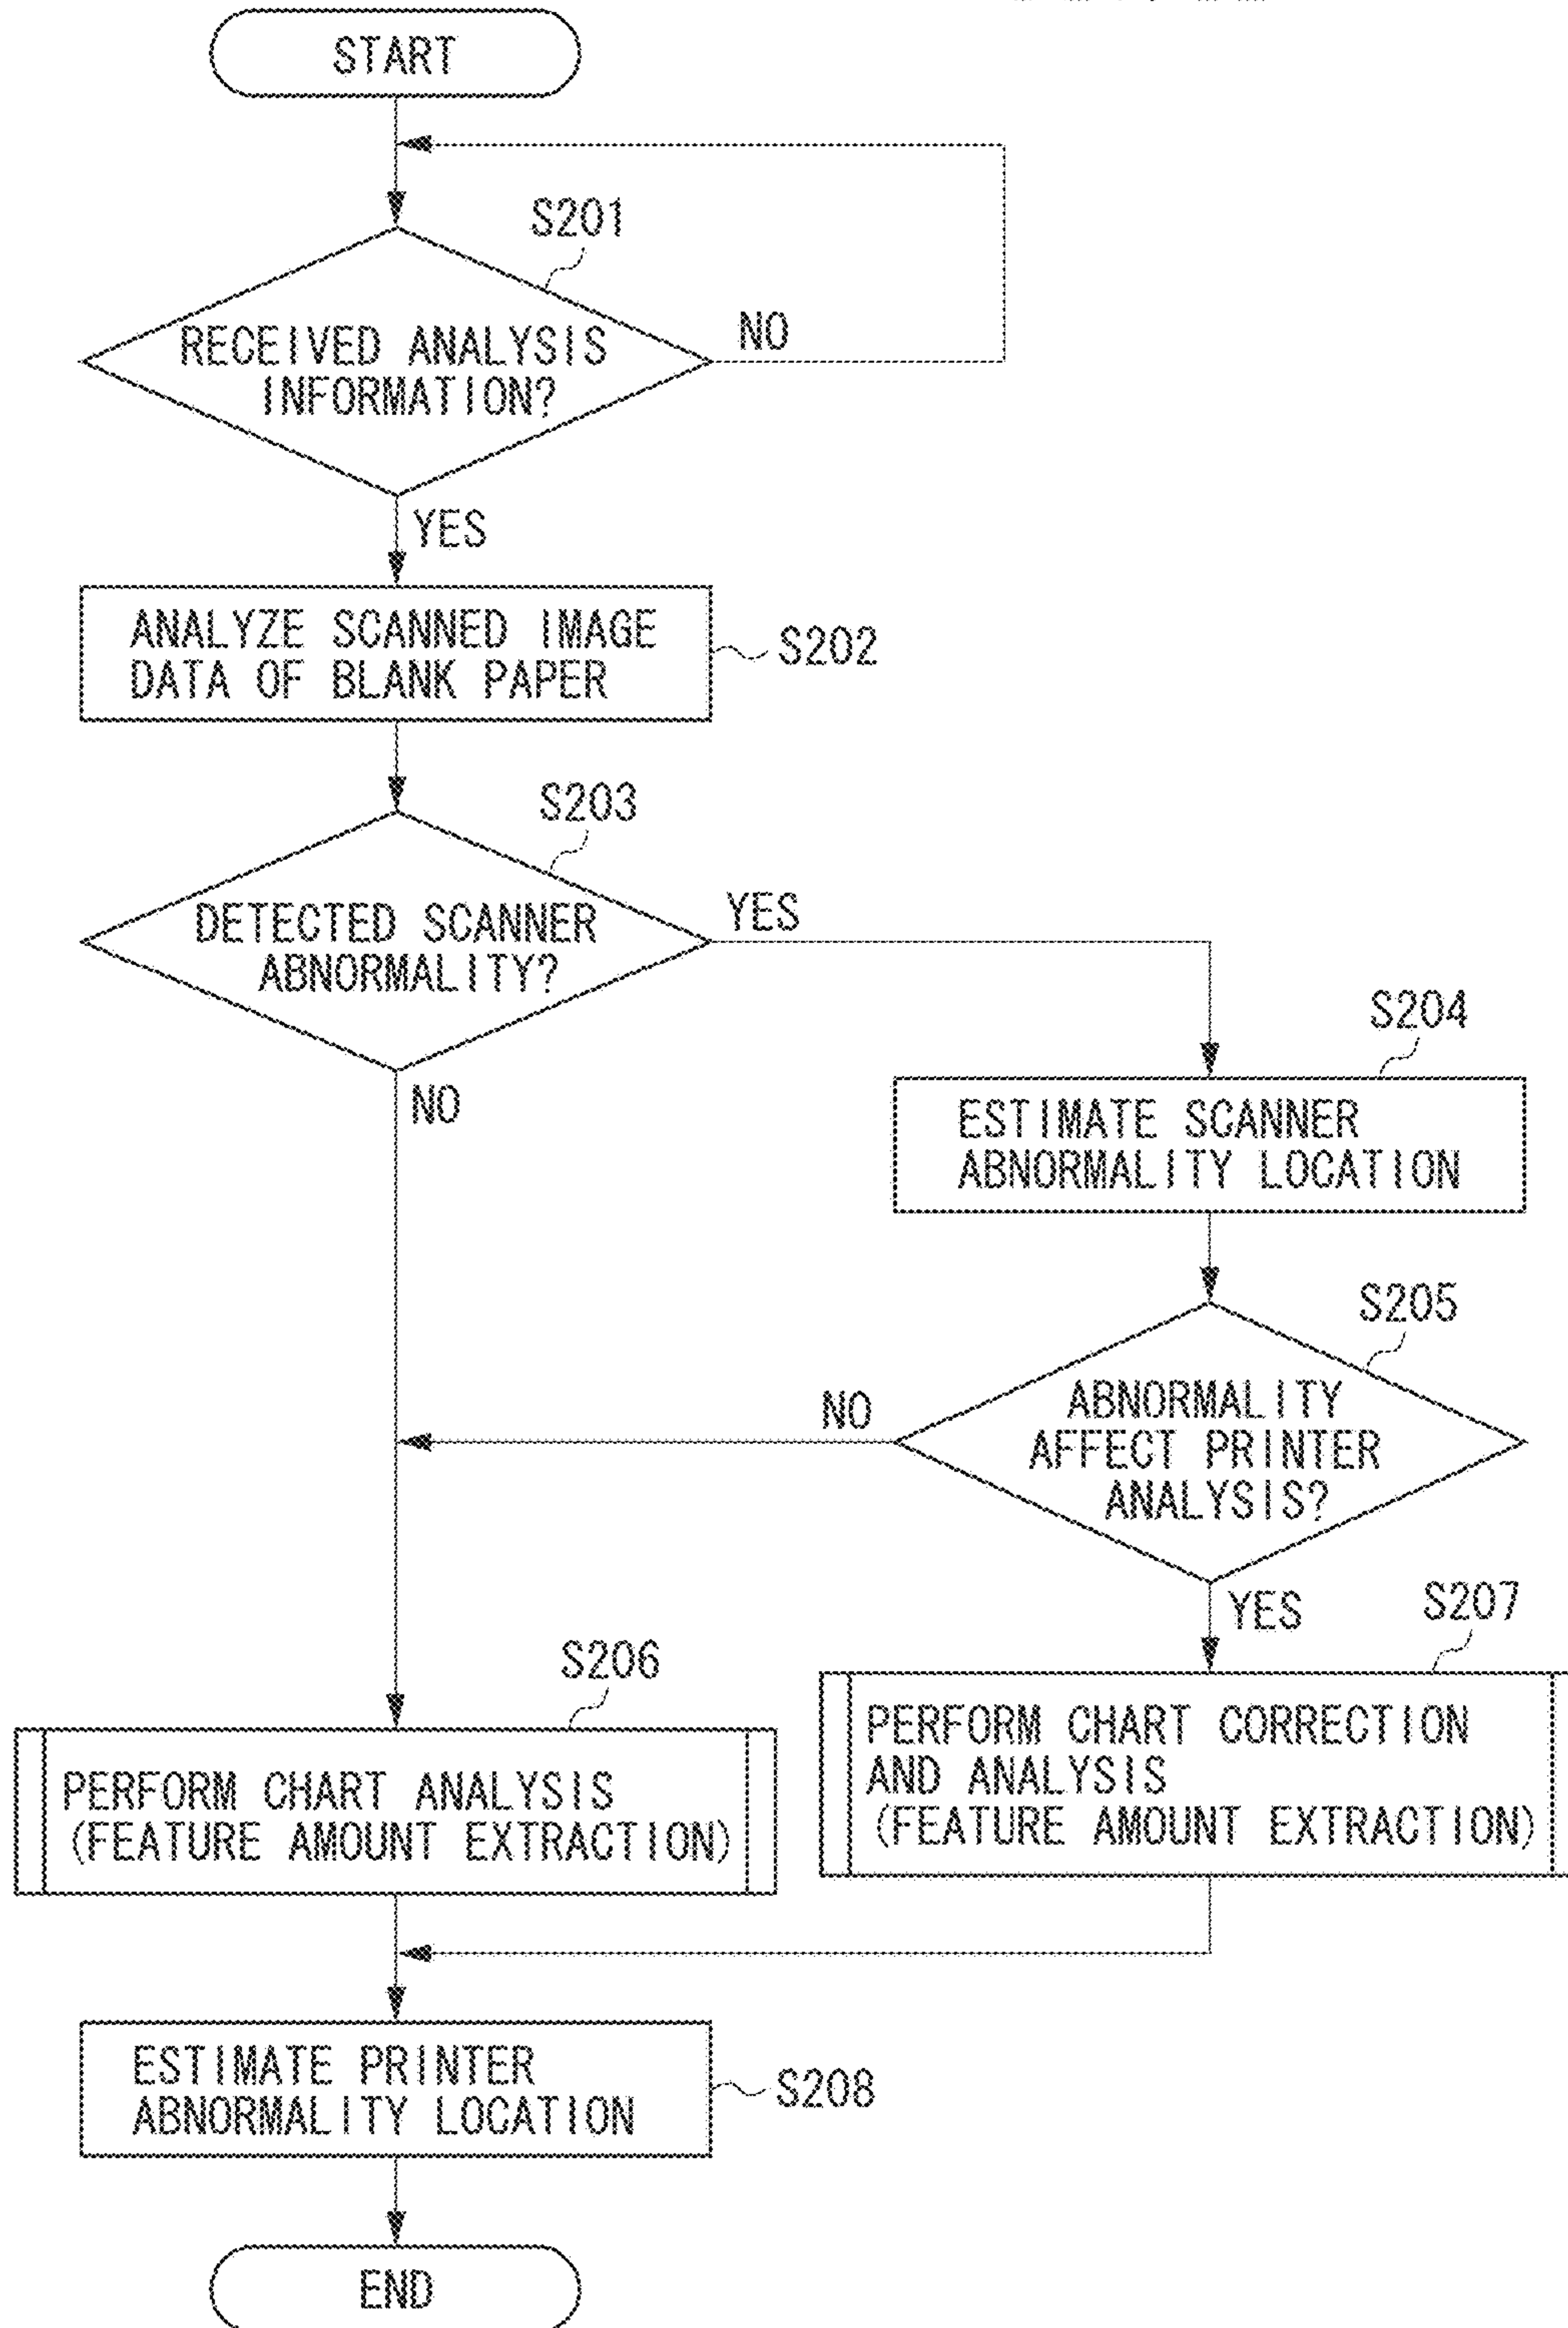 START
S201
RECEIVED ANALYSIS
INFORMATION?
NO
YES
ANALYZE SCANNED IMAGE
DATA OF BLANK PAPER
S202
S203
DETECTED SCANNER
ABNORMALITY?
YES
NO
S204
ESTIMATE SCANNER
ABNORMALITY LOCATION
S205
ABNORMALITY
AFFECT PRINTER
ANALYSIS?
NO
YES
S206
PERFORM CHART ANALYSIS
(FEATURE AMOUNT EXTRACTION)
S207
PERFORM CHART CORRECTION
AND ANALYSIS
(FEATURE AMOUNT EXTRACTION)
ESTIMATE PRINTER
ABNORMALITY LOCATION
S208
END